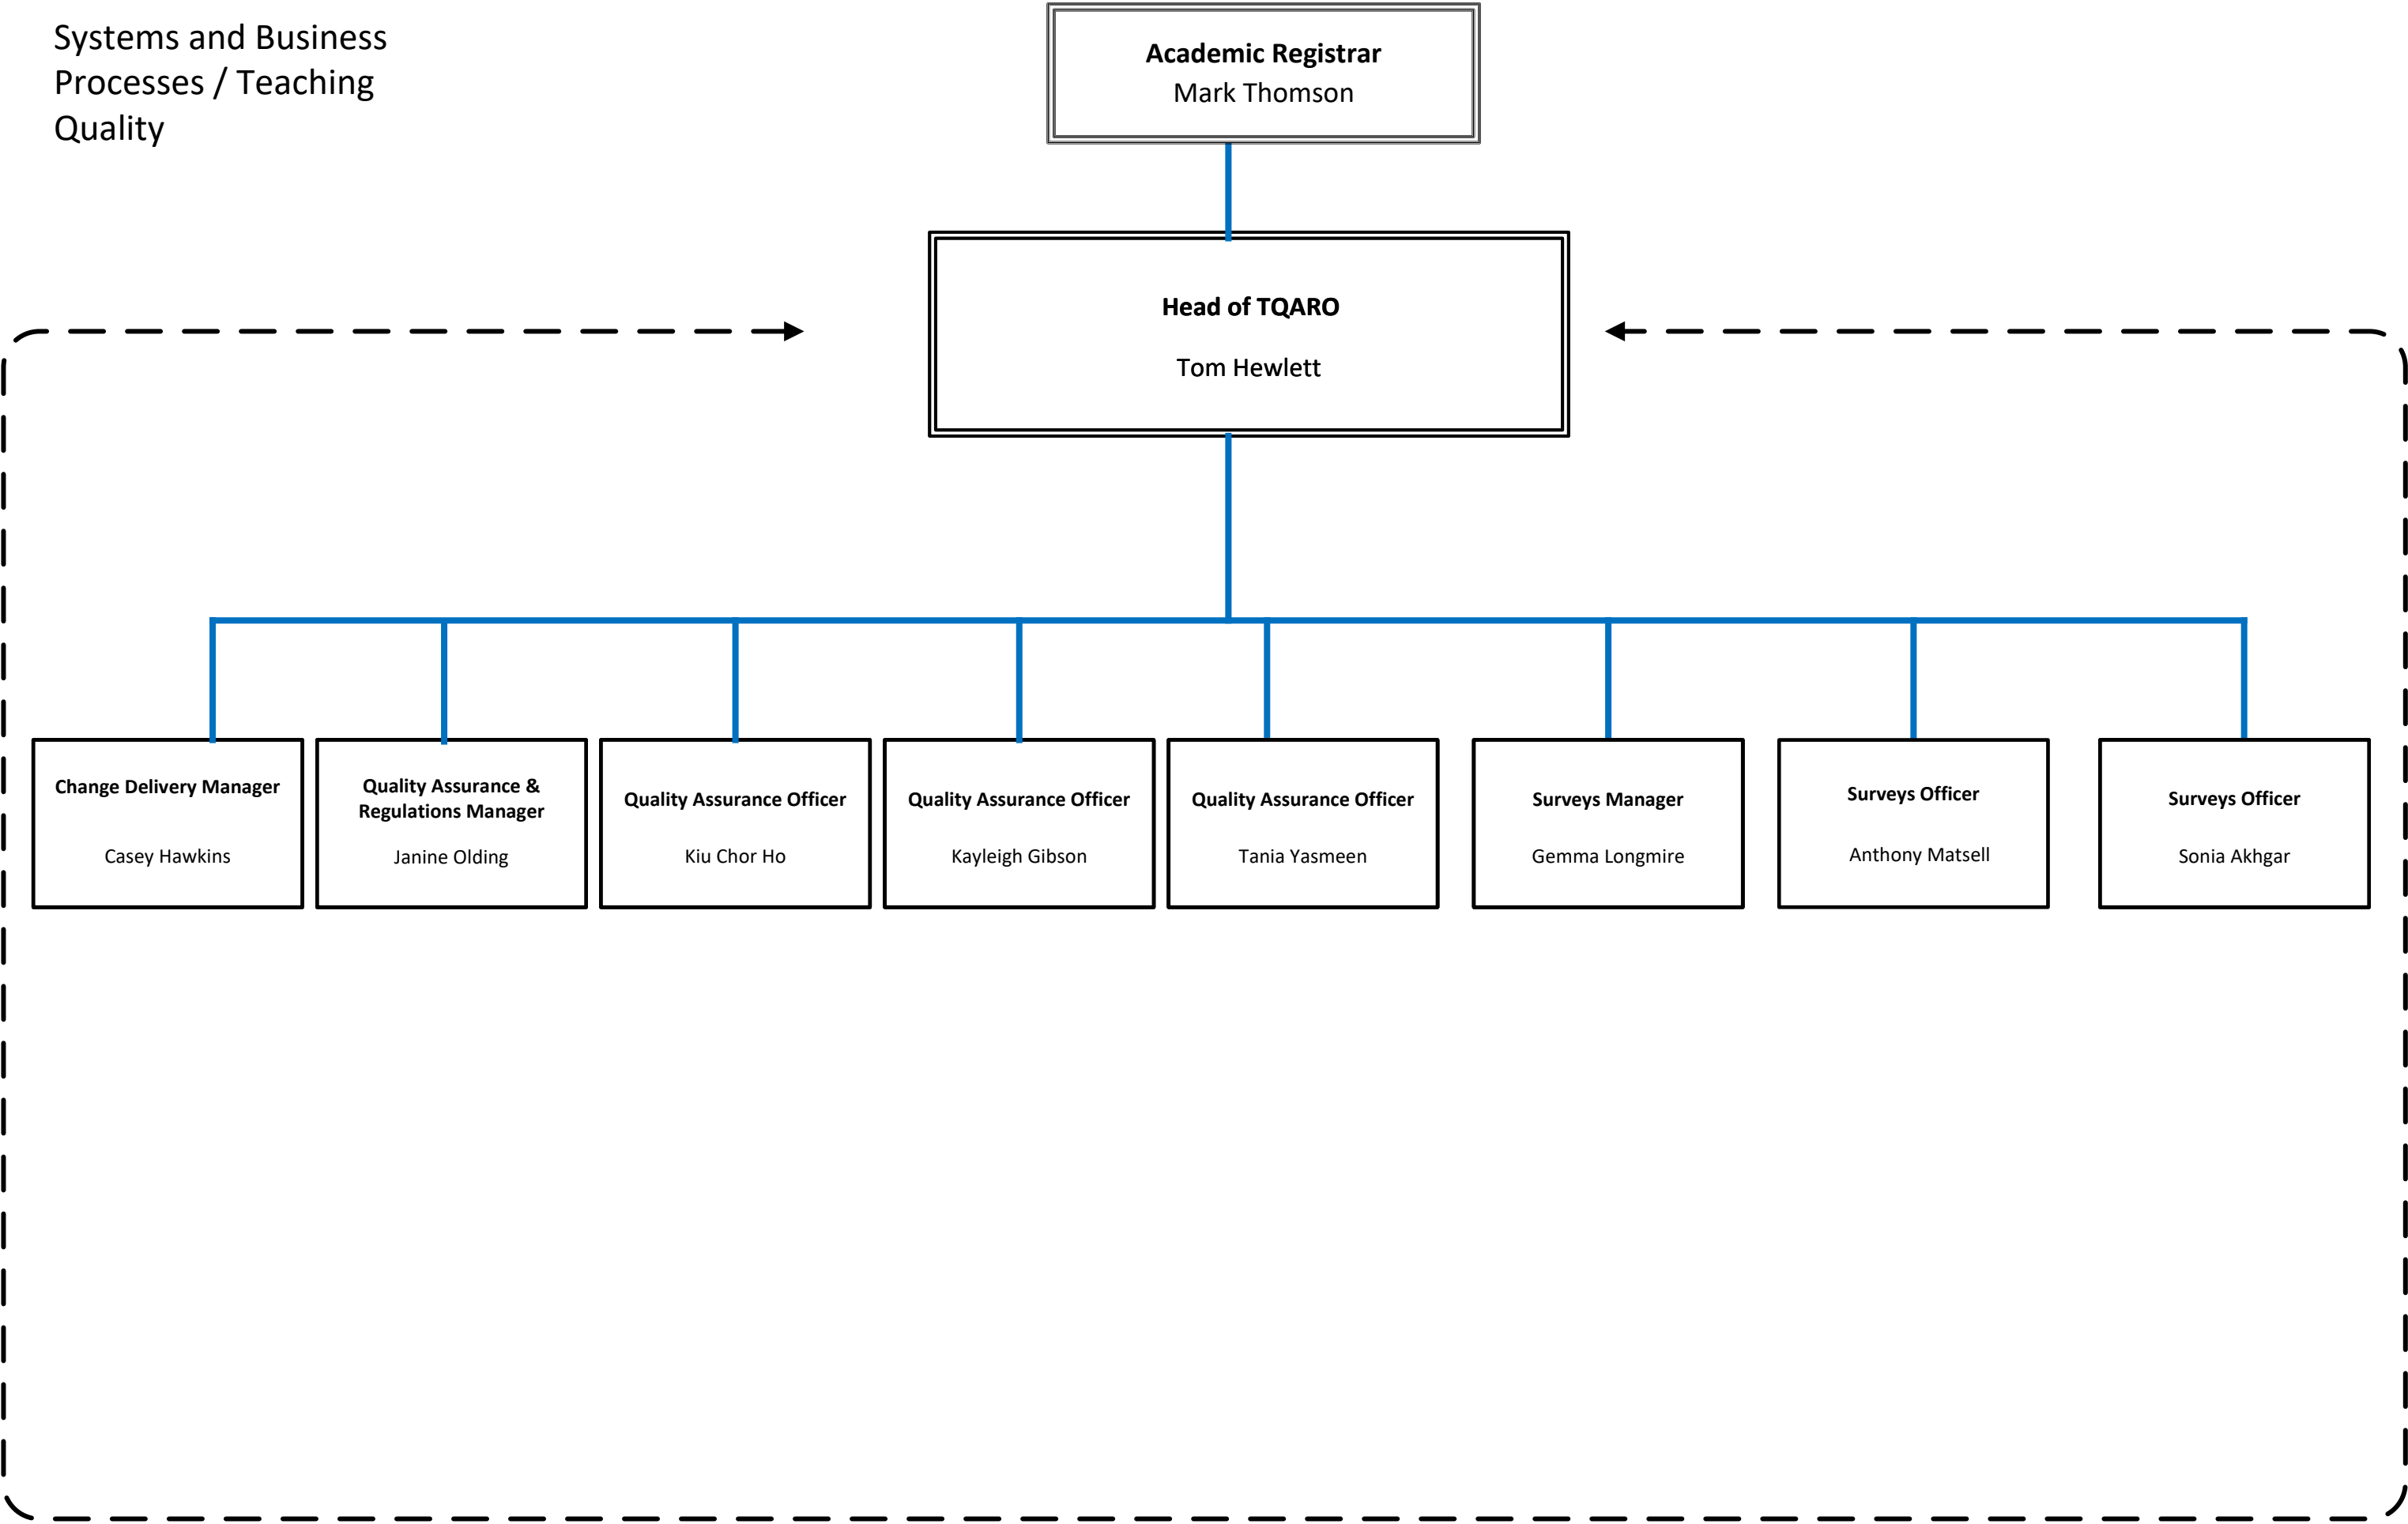 Systems and Business
Processes / Teaching
Quality
Academic Registrar
Mark Thomson
Head of TQARO
Tom Hewlett
Change Delivery Manager
Casey Hawkins
Quality Assurance &
Regulations Manager
Janine Olding
Quality Assurance Officer
Kiu Chor Ho
Quality Assurance Officer
Kayleigh Gibson
Quality Assurance Officer
Tania Yasmeen
Surveys Manager
Gemma Longmire
Surveys Officer
Anthony Matsell
Surveys Officer
Sonia Akhgar